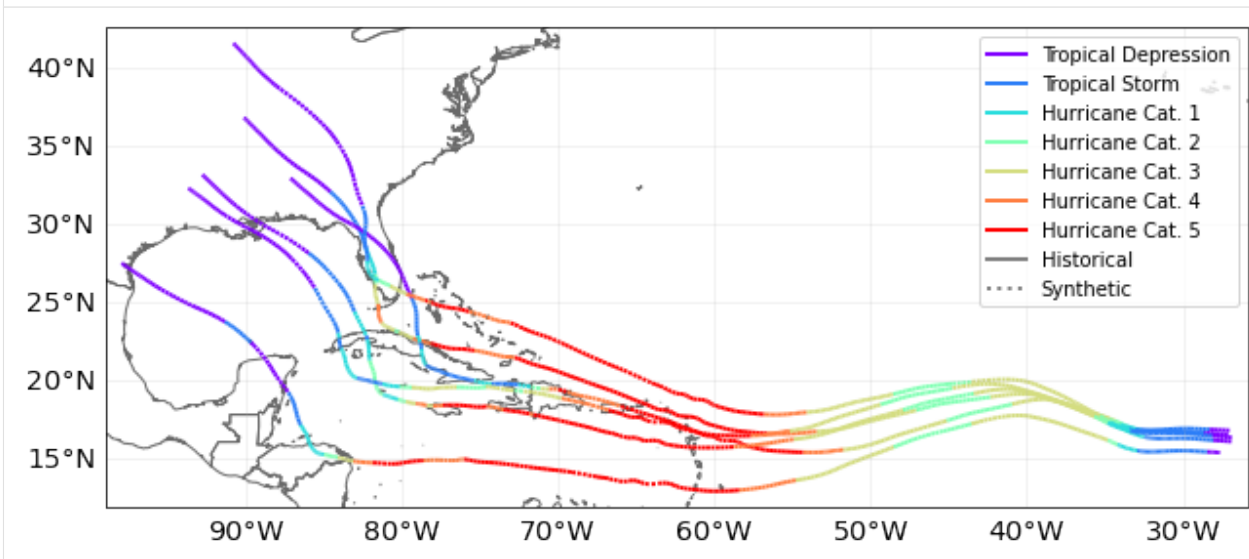 40°N
35°N
30°N
25°N
20°N
15°N
90°W
80°W
70°W
60°W
50°W
40°W
30°W
Tropical Depression
Tropical Storm
Hurricane Cat. 1
Hurricane Cat. 2
Hurricane Cat. 3
Hurricane Cat. 4
Hurricane Cat. 5
Historical
Synthetic